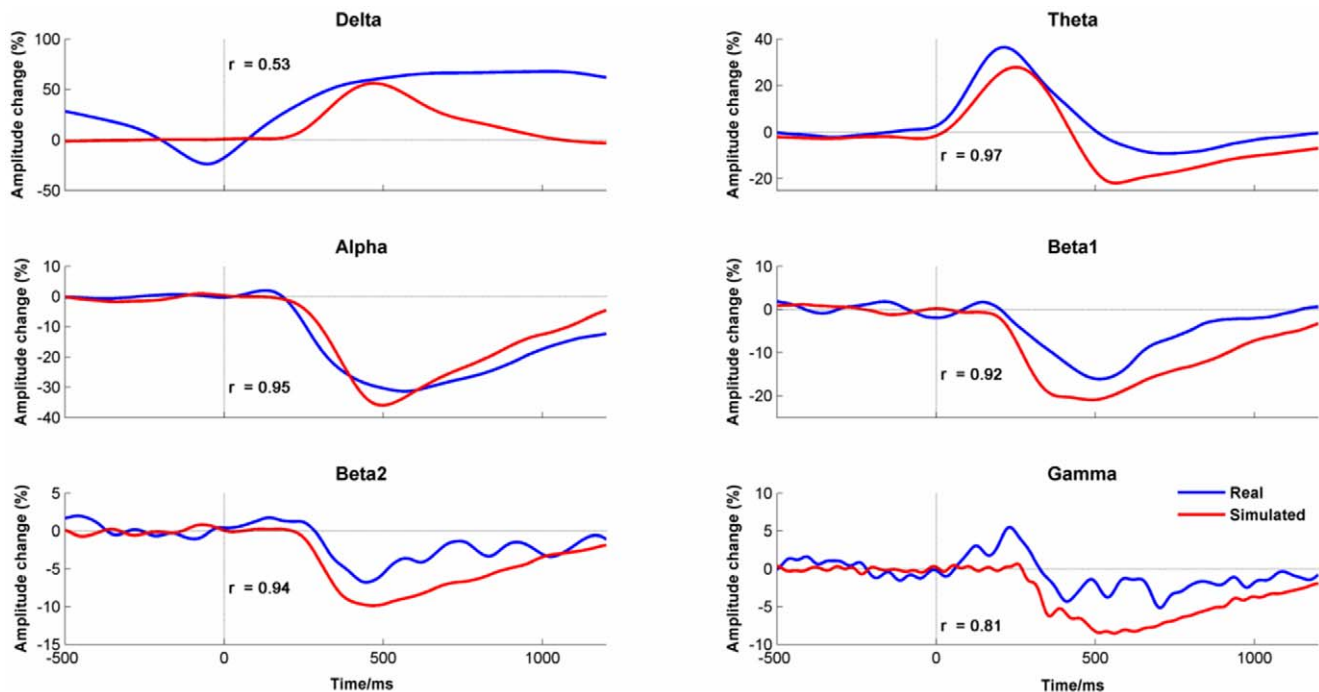 Delta
Amplitude change (%)
100
50
0
-50
r = 0.53
Theta
Amplitude change (%)
40
20
0
-20
r = 0.97
Alpha
Amplitude change (%)
10
0
-10
-20
-30
-40
r = 0.95
Beta1
Amplitude change (%)
10
0
-10
-20
r = 0.92
Beta2
Amplitude change (%)
5
0
-5
-10
-15
r = 0.94
-500 0 500 1000
Time/ms
Gamma
Amplitude change (%)
10
5
0
-5
-10
Real
Simulated
r = 0.81
-500 0 500 1000
Time/ms